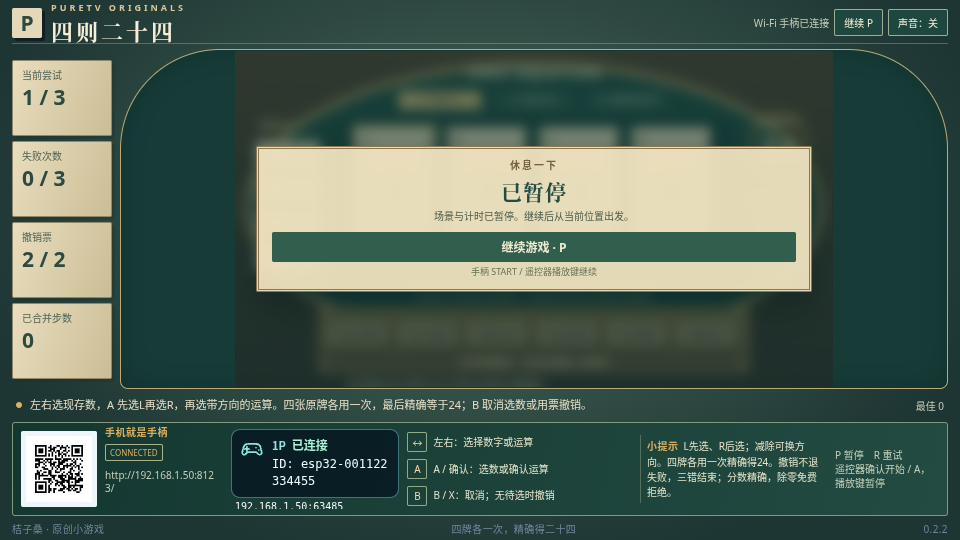 P
PURETV ORIGINALS
四则二十四
Wi-Fi 手柄已连接
继续 P
声音：关
当前尝试
1 / 3
失败次数
0 / 3
撤销票
2 / 2
已合并步数
0
休息一下
已暂停
场景与计时已暂停。继续后从当前位置出发。
继续游戏 · P
手柄 START / 遥控器播放键继续
左右选现存数，A 先选L再选R，再选带方向的运算。四张原牌各用一次，最后精确等于24；B 取消选数或用票撤销。
最佳 0
手机就是手柄
CONNECTED
http://192.168.1.50:812
3/
1P 已连接
ID: esp32-001122
334455
192.168.1.50:63485
↔
左右：选择数字或运算
A
A / 确认：选数或确认运算
B
B / X：取消；无待选时撤销
小提示 L先选、R后选；减除可换方
向。四牌各用一次精确得24。撤销不退
失败，三错结束；分数精确，除零免费
拒绝。
P 暂停 R 重试
遥控器确认开始 / A，
播放键暂停
桔子桑 · 原创小游戏
四牌各一次，精确得二十四
0.2.2